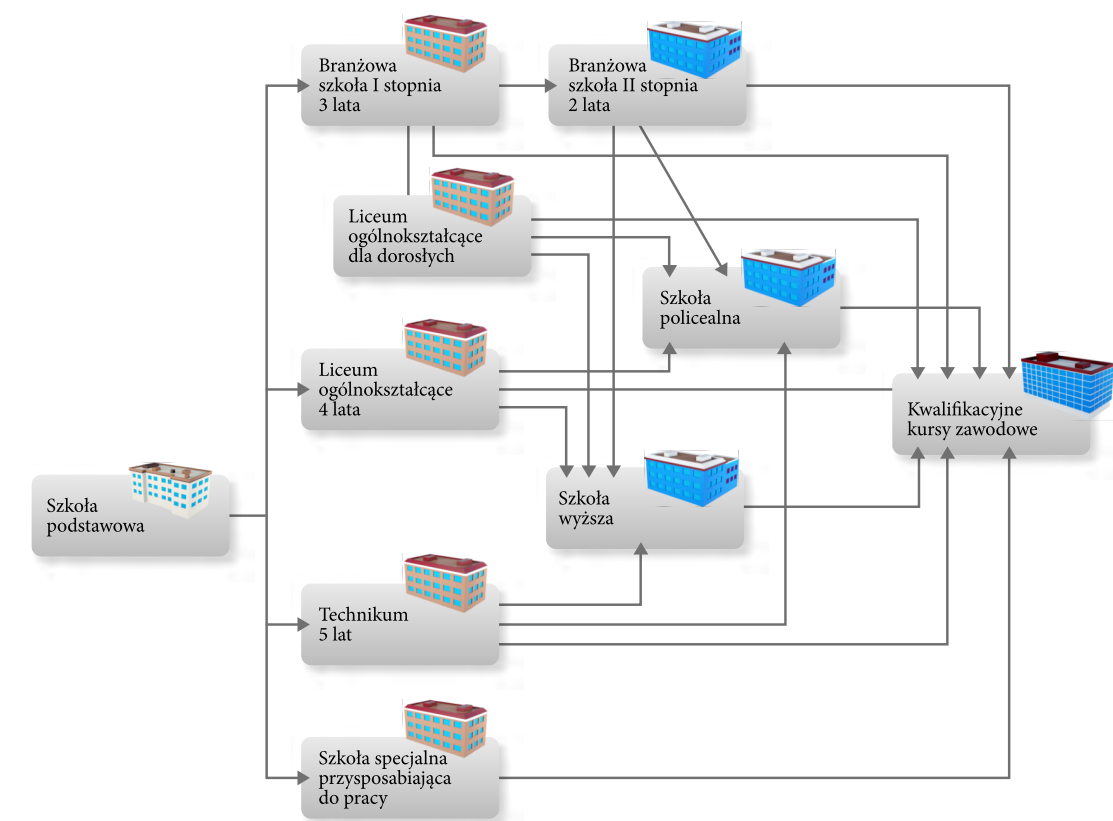 Branżowa
szkoła I stopnia
3 lata
Branżowa
szkoła II stopnia
2 lata
Liceum
ogólnokształcące
dla dorosłych
Szkoła
policealna
Liceum
ogólnokształcące
4 lata
Kwalifikacyjne
kursy zawodowe
Szkoła
podstawowa
Szkoła
wyższa
Technikum
5 lat
Szkoła specjalna
przysposabiająca
do pracy